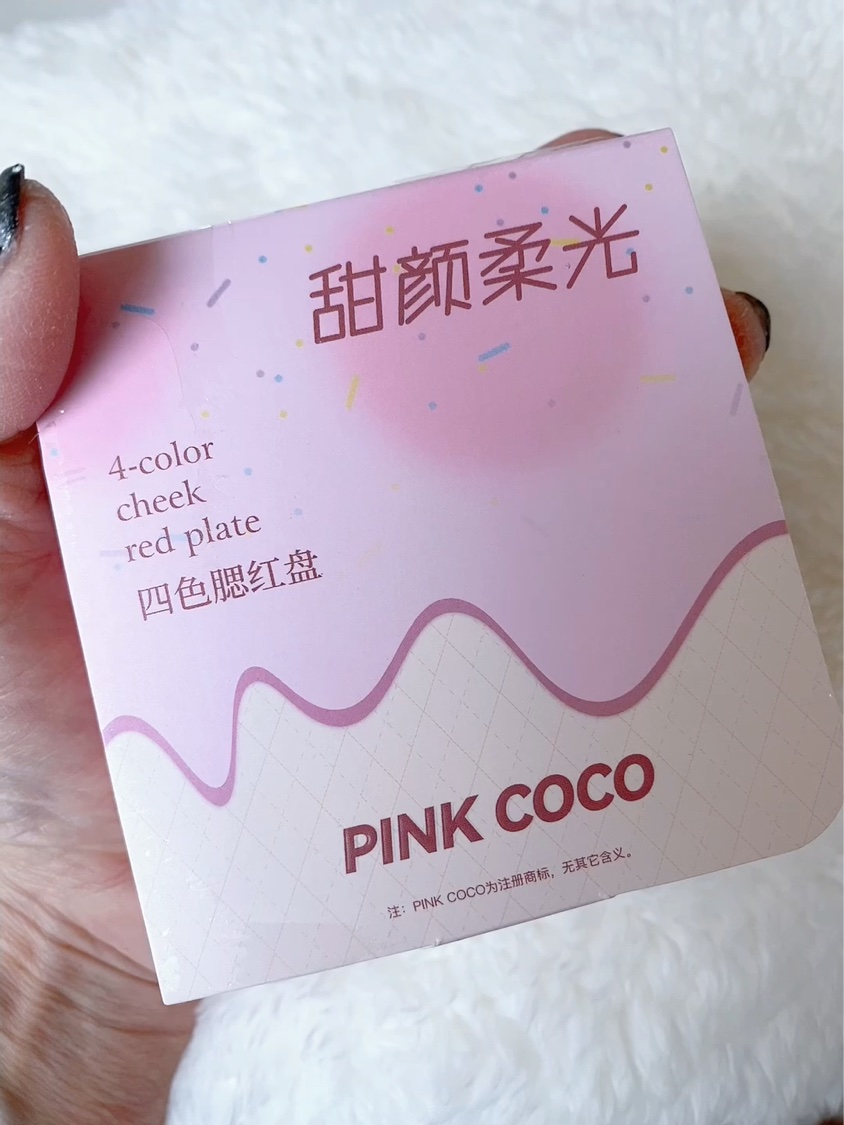 甜颜柔光
4-color
cheek
red plate
四色腮红盘
PINK COCO
注：PINK COCO为注册商标，无其它含义。